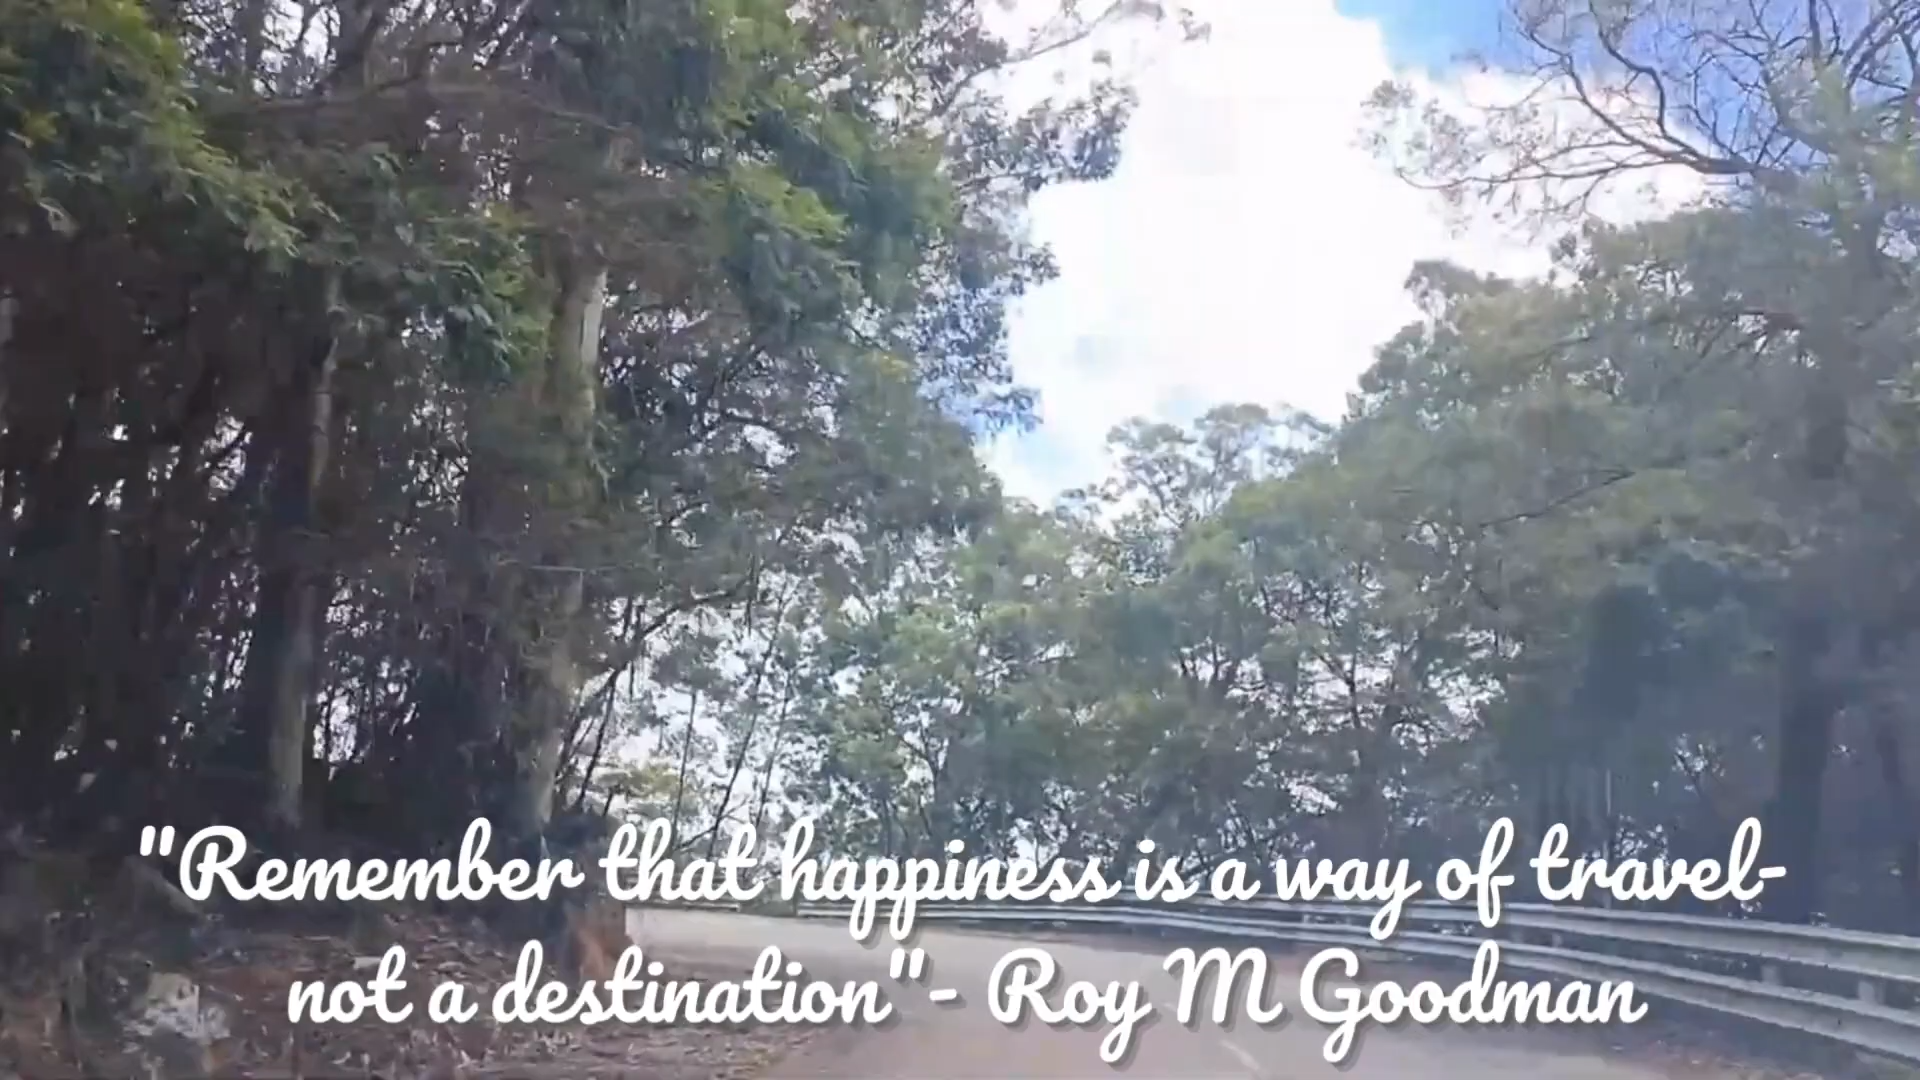 "Remember that happiness is a way of travel-
not a destination"- Roy M Goodman